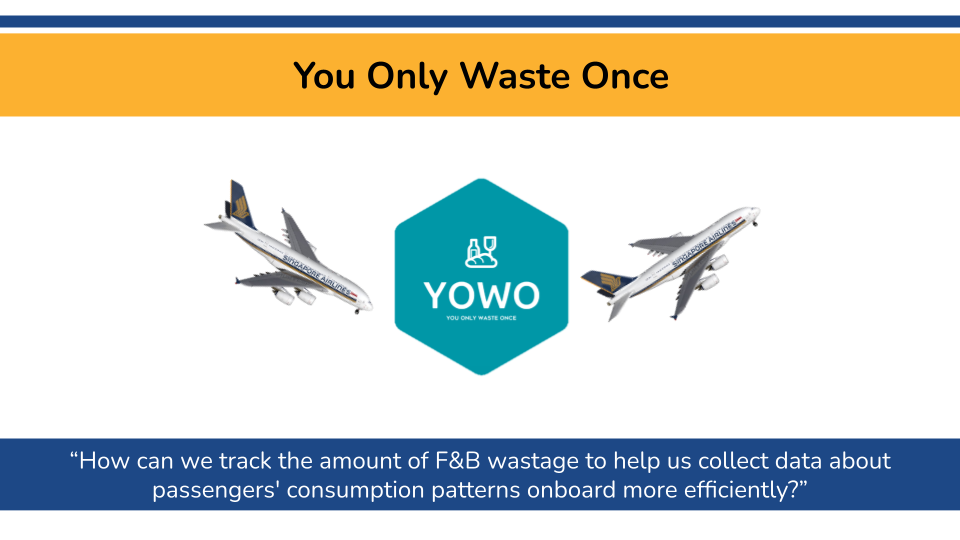 You Only Waste Once
SINGAPORE AIRLINES
YOWO
YOU ONLY WASTE ONCE
SINGAPORE AIRLINES
“How can we track the amount of F&B wastage to help us collect data about
passengers' consumption patterns onboard more efficiently?”